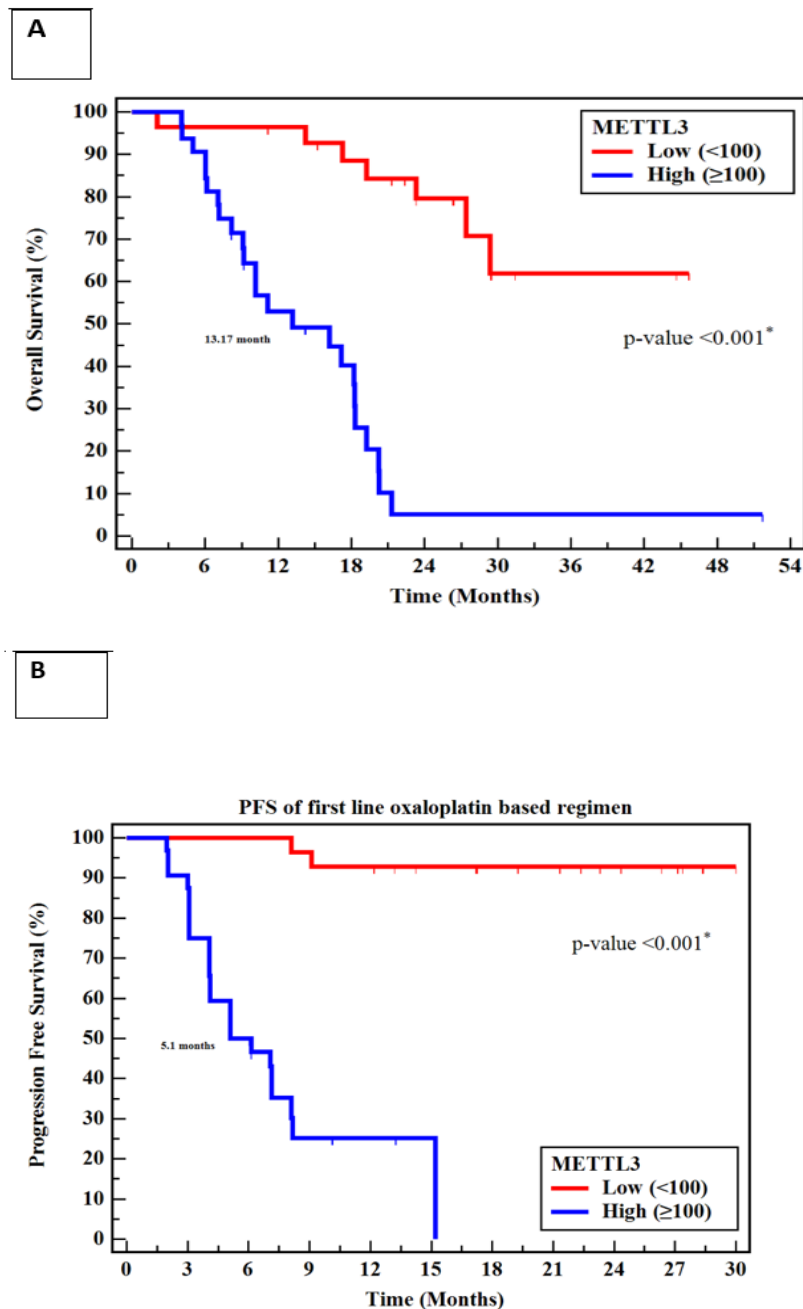 A
100
90
80
70
60
50
40
30
20
10
0
Overall Survival (%)
METTL3
Low (<100)
High (≥100)
13.17 month
p-value <0.001*
0 6 12 18 24 30 36 42 48 54
Time (Months)
B
PFS of first line oxaloplatin based regimen
100
90
80
70
60
50
40
30
20
10
0
Progression Free Survival (%)
p-value <0.001*
5.1 months
METTL3
Low (<100)
High (≥100)
0 3 6 9 12 15 18 21 24 27 30
Time (Months)